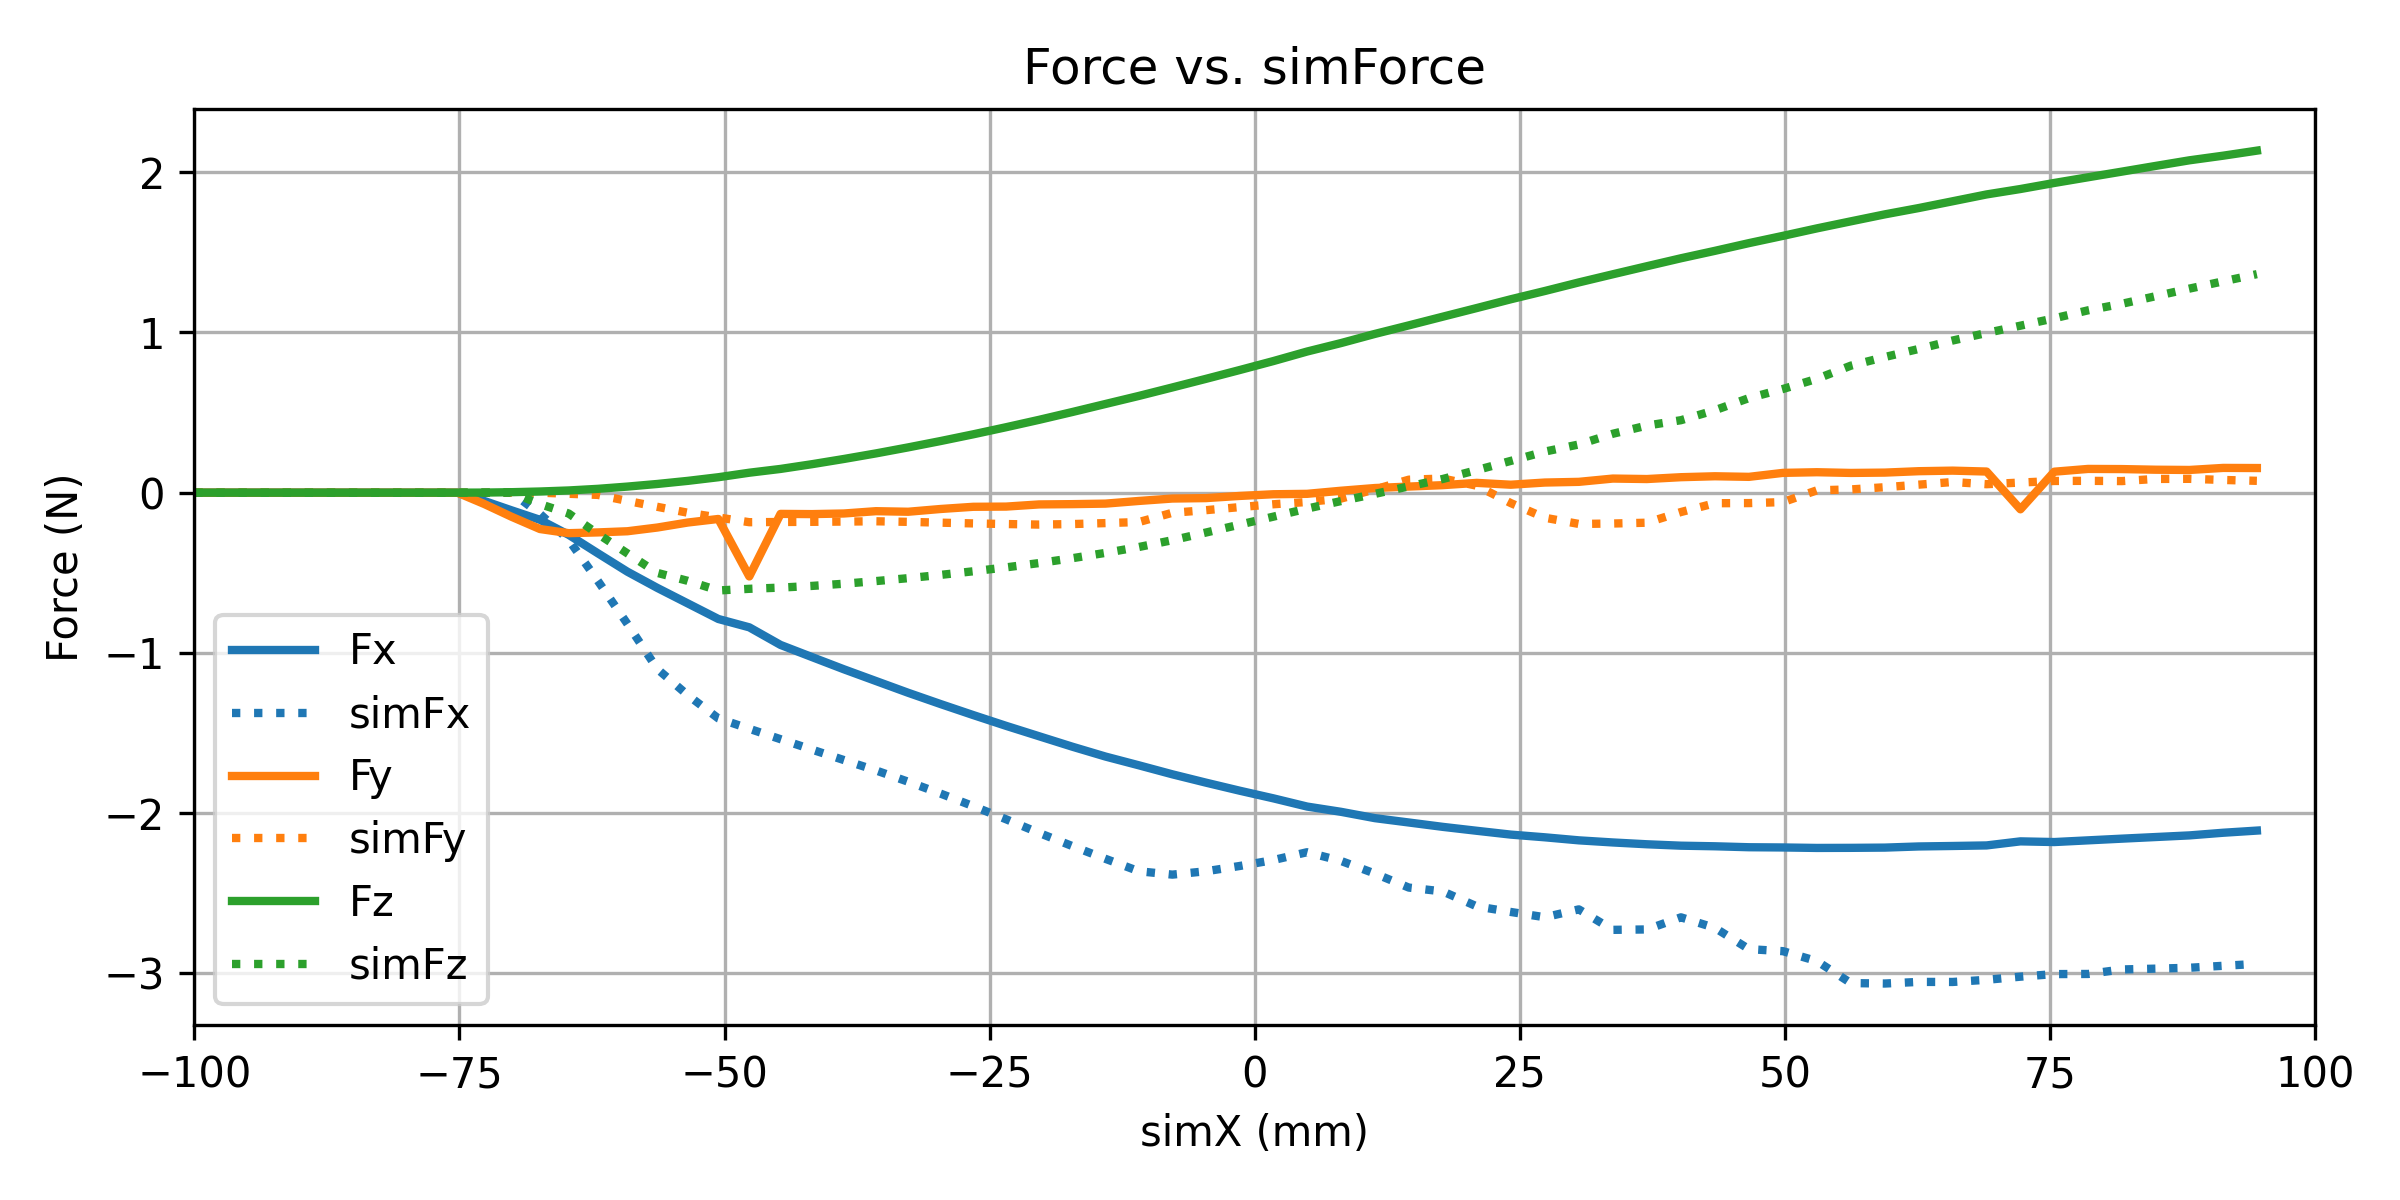 Force vs. simForce
Force (N)
2
1
0
−1
−2
−3
Fx
simFx
Fy
simFy
Fz
simFz
−100 −75 −50 −25 0 25 50 75 100
simX (mm)